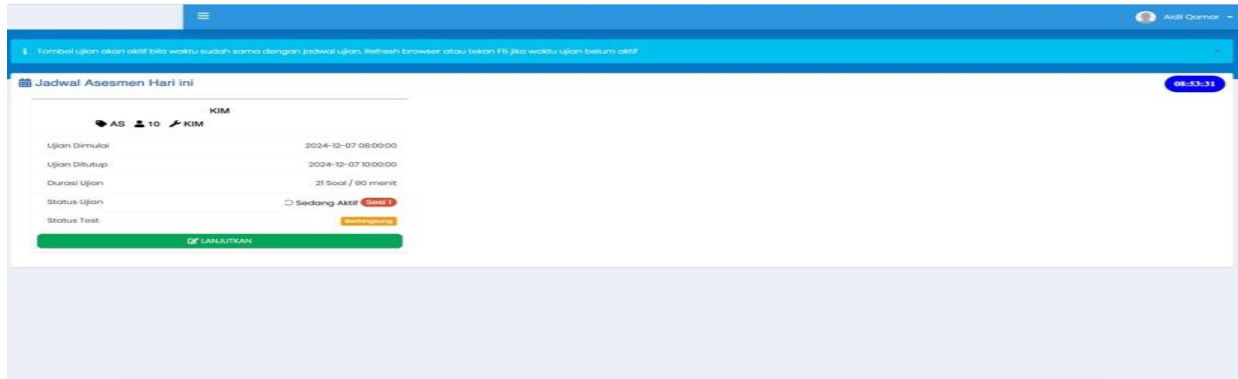 Aidil Qamar
Tombol ujian akan aktif bila waktu sudah sama dengan jadwal ujian, Refresh browser atau tekan F5 jika waktu ujian belum aktif
Jadwal Asesmen Hari ini
08:53:31
KIM
AS 10 KIM
Ujian Dimulai 2024-12-07 08:00:00
Ujian Ditutup 2024-12-07 10:00:00
Durasi Ujian 21 Soal / 90 menit
Status Ujian Sedang Aktif Sesi 1
Status Test Berlangsung
LANJUTKAN